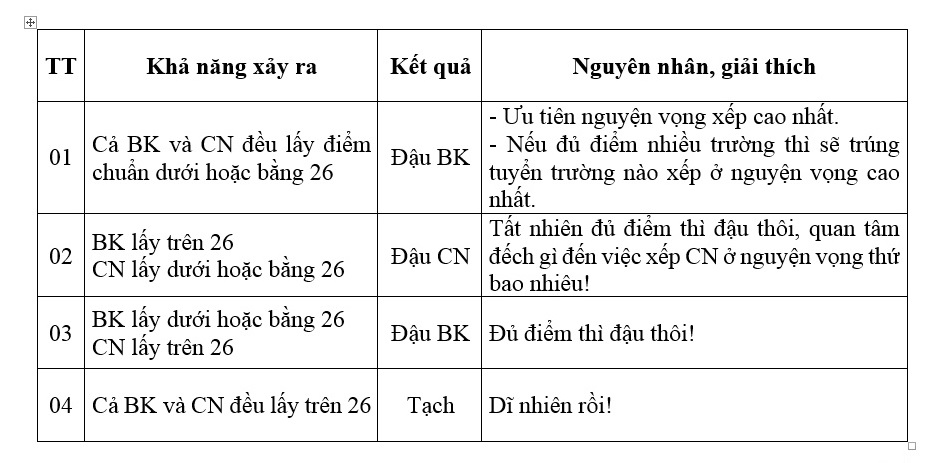 TT Khả năng xảy ra Kết quả Nguyên nhân, giải thích
01
Cả BK và CN đều lấy điểm
chuẩn dưới hoặc bằng 26
Đậu BK
- Ưu tiên nguyện vọng xếp cao nhất.
- Nếu đủ điểm nhiều trường thì sẽ trúng
tuyển trường nào xếp ở nguyện vọng cao
nhất.
02
BK lấy trên 26
CN lấy dưới hoặc bằng 26
Đậu CN
Tất nhiên đủ điểm thì đậu thôi, quan tâm
đếch gì đến việc xếp CN ở nguyện vọng thứ
bao nhiêu!
03
BK lấy dưới hoặc bằng 26
CN lấy trên 26
Đậu BK
Đủ điểm thì đậu thôi!
04
Cả BK và CN đều lấy trên 26
Tạch
Dĩ nhiên rồi!